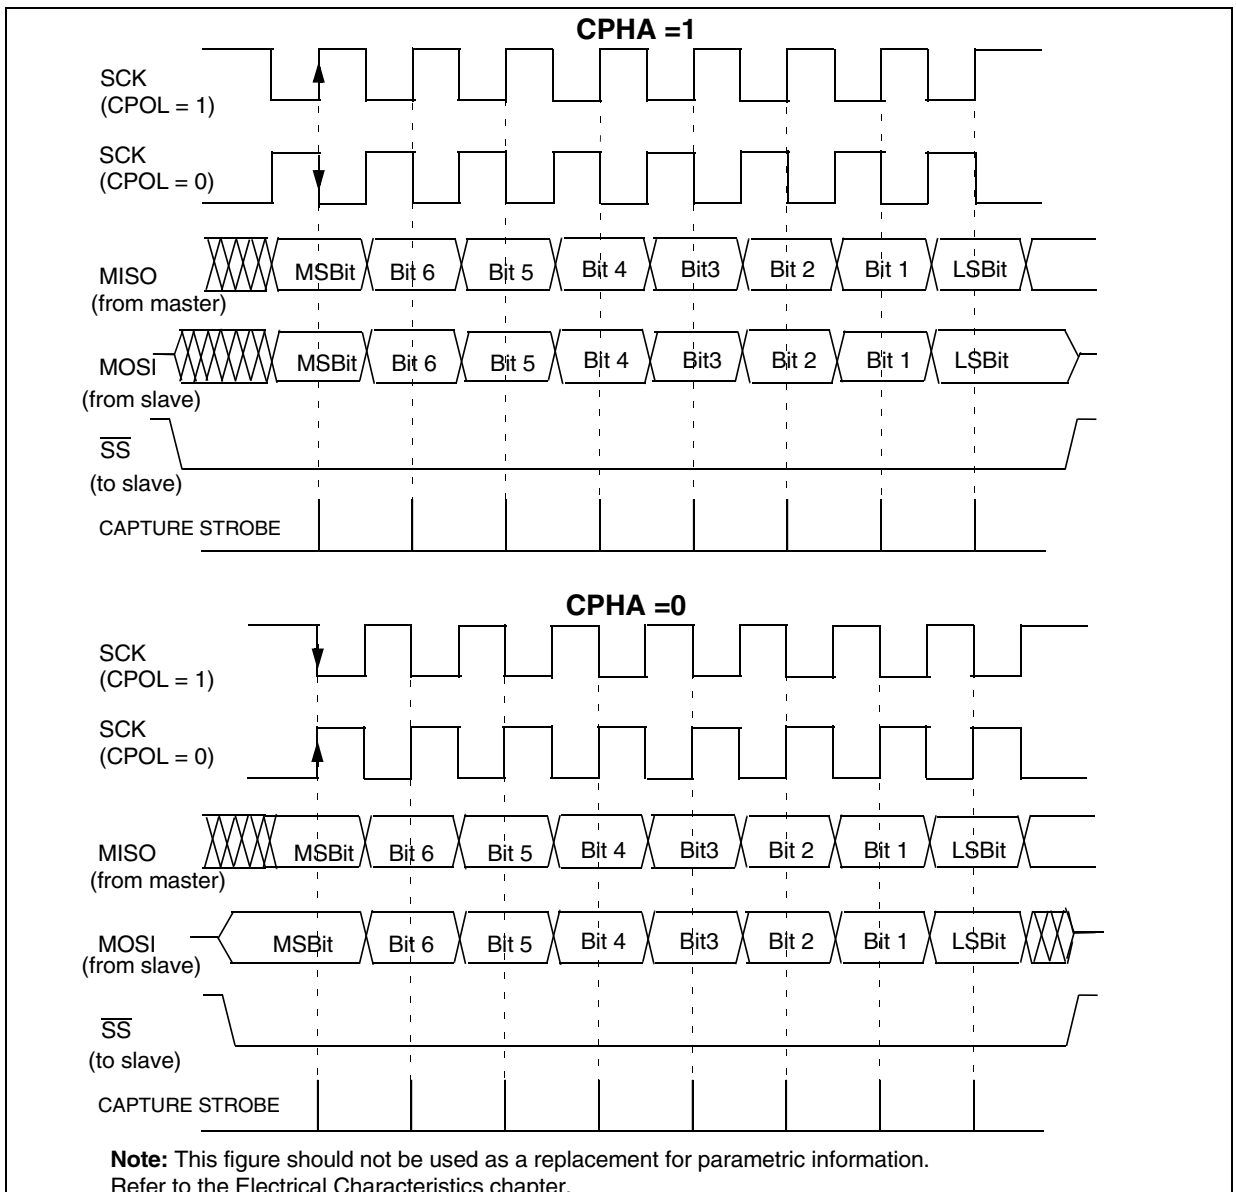 CPHA =1
SCK
(CPOL = 1)
SCK
(CPOL = 0)
MISO
(from master)
MSBit Bit 6 Bit 5 Bit 4 Bit3 Bit 2 Bit 1 LSBit
MOSI
(from slave)
MSBit Bit 6 Bit 5 Bit 4 Bit3 Bit 2 Bit 1 LSBit
SS
(to slave)
CAPTURE STROBE
CPHA =0
SCK
(CPOL = 1)
SCK
(CPOL = 0)
MISO
(from master)
MSBit Bit 6 Bit 5 Bit 4 Bit3 Bit 2 Bit 1 LSBit
MOSI
(from slave)
MSBit Bit 6 Bit 5 Bit 4 Bit3 Bit 2 Bit 1 LSBit
SS
(to slave)
CAPTURE STROBE
Note: This figure should not be used as a replacement for parametric information.
Refer to the Electrical Characteristics chapter.